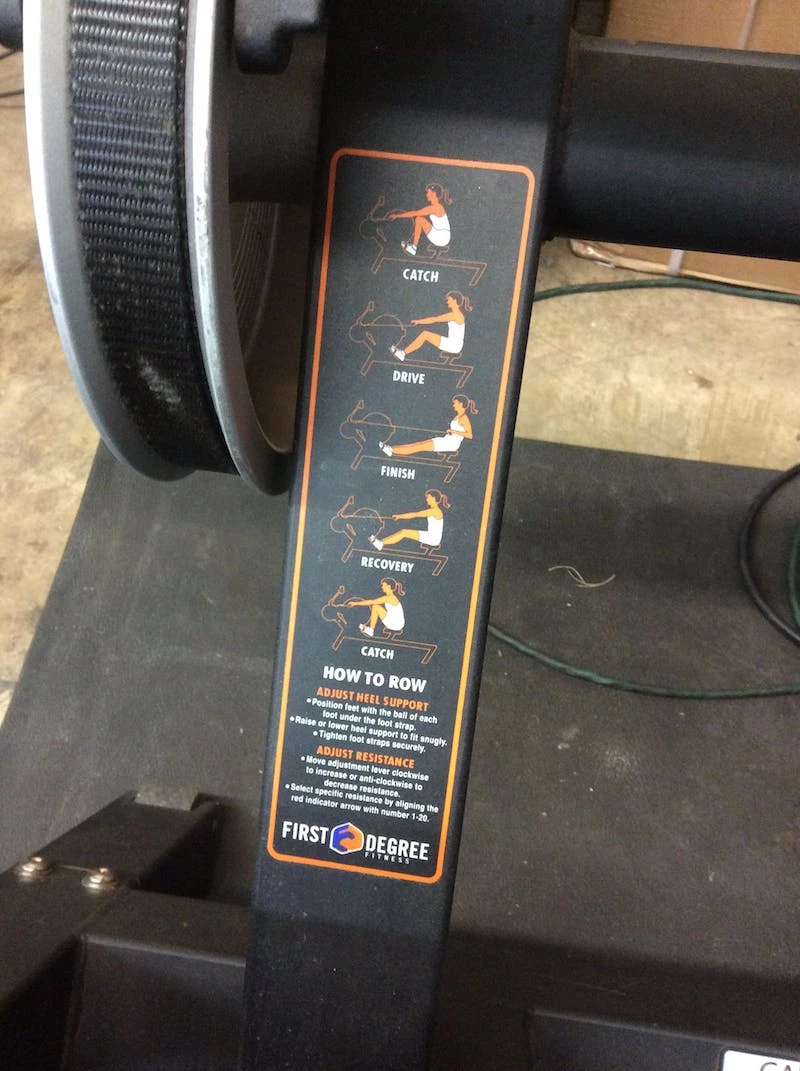 CATCH
DRIVE
FINISH
RECOVERY
CATCH
HOW TO ROW
ADJUST HEEL SUPPORT
• Position feet with the ball of each
foot under the foot strap.
• Raise or lower heel support to fit snugly.
• Tighten foot straps securely.
ADJUST RESISTANCE
• Move adjustment lever clockwise
to increase or anti-clockwise to
decrease resistance.
• Select specific resistance by aligning the
red indicator arrow with number 1-20.
FIRST DEGREE
FITNESS